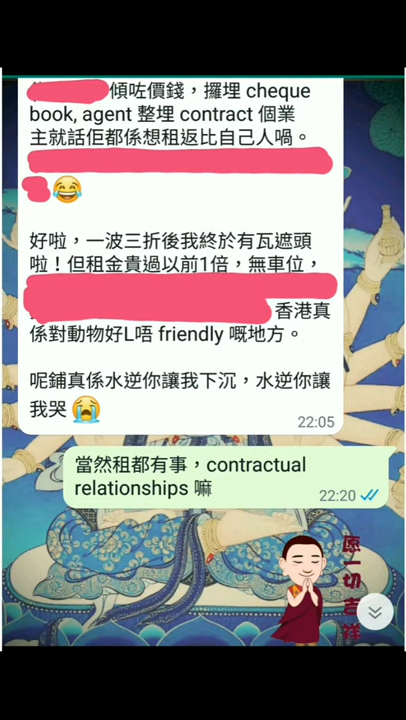 傾咗價錢，攞埋 cheque
book, agent 整埋 contract 個業
主就話佢都係想租返比自己人喎。
😂
好啦，一波三折後我終於有瓦遮頭
啦！但租金貴過以前1倍，無車位，
香港真
係對動物好L唔 friendly 嘅地方。
呢鋪真係水逆你讓我下沉，水逆你讓
我哭 😭
22:05
當然租都有事，contractual
relationships 嘛
22:20
愿一切吉祥